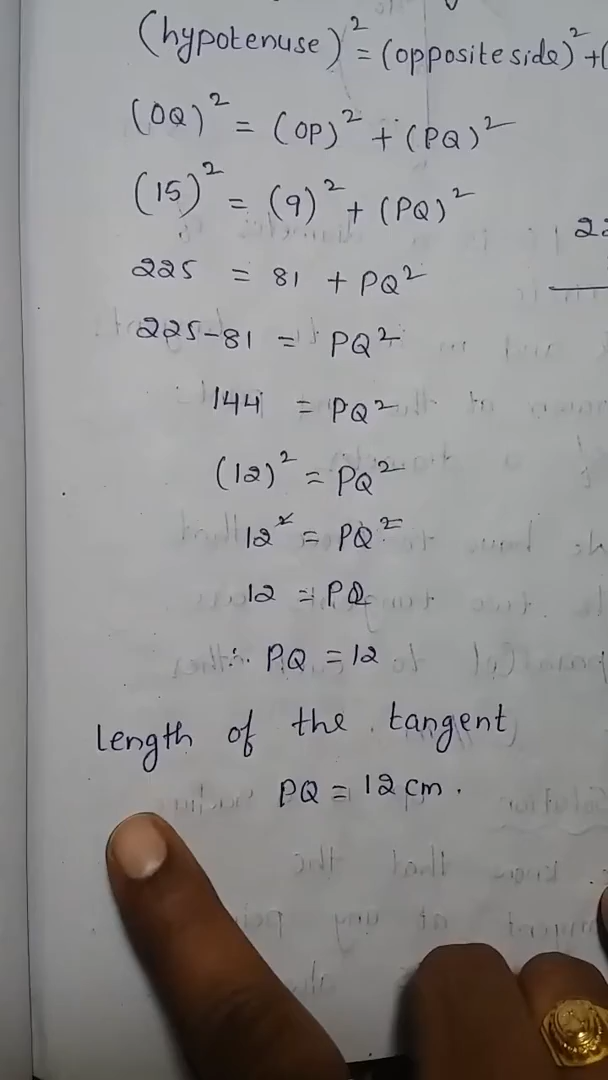 (hypotenuse)² = (opposite side)² + (
(OQ)² = (OP)² + (PQ)²
(15)² = (9)² + (PQ)²
22
225 = 81 + PQ²
225-81 = PQ²
144 = PQ²
(12)² = PQ²
12² = PQ²
12 = PQ
∴ PQ = 12
Length of the tangent
PQ = 12 cm.